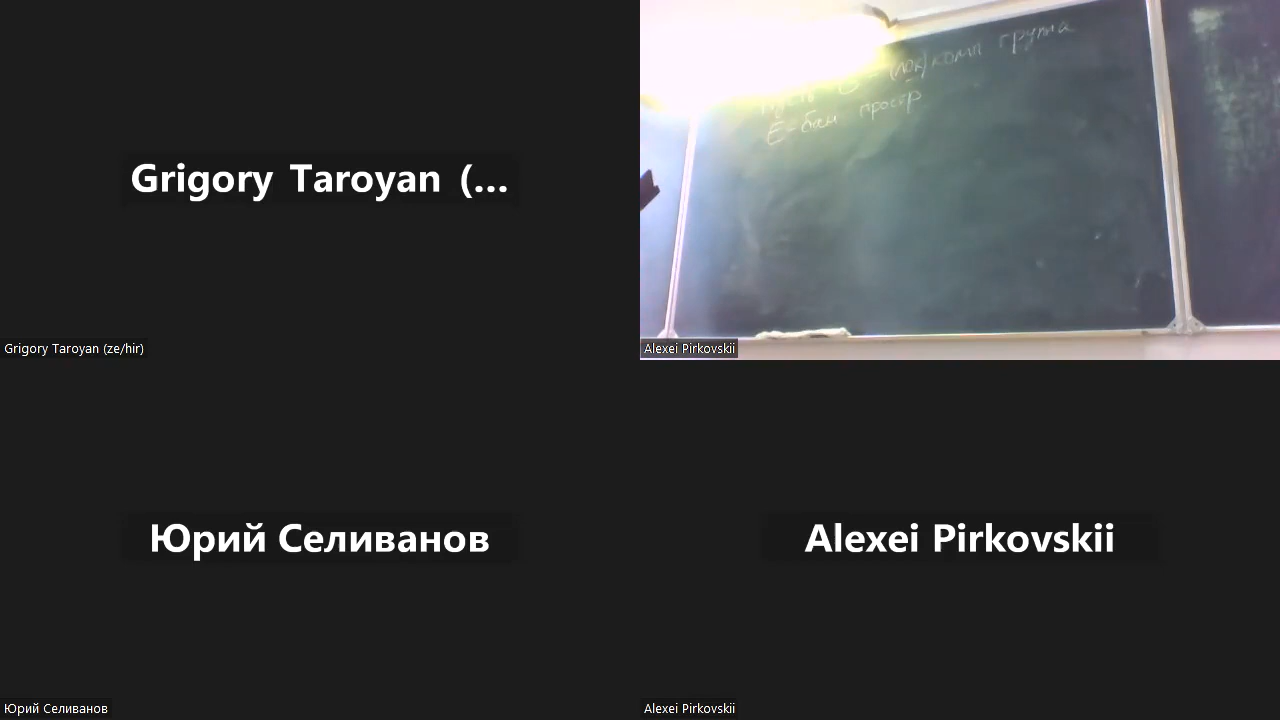 Grigory Taroyan (...
Grigory Taroyan (ze/hir)
Пусть G - (лок) комп группа
E - бан простр
Alexei Pirkovskii
Юрий Селиванов
Юрий Селиванов
Alexei Pirkovskii
Alexei Pirkovskii